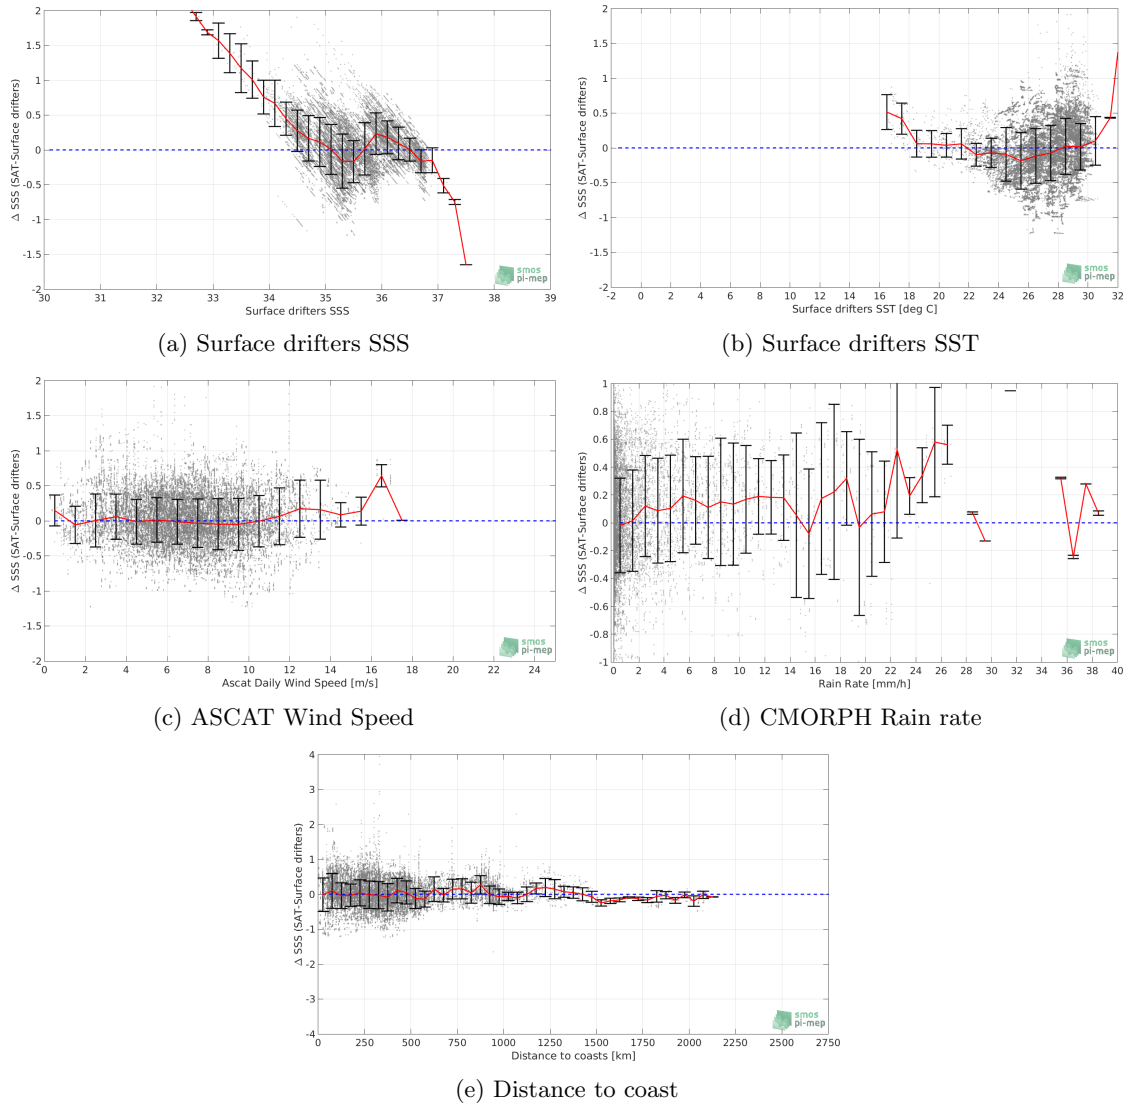 2
1.5
1
0.5
0
-0.5
-1
-1.5
-2
Δ SSS (SAT-Surface drifters)
30 31 32 33 34 35 36 37 38 39
Surface drifters SSS
smos
pi-mep
(a) Surface drifters SSS
2
1.5
1
0.5
0
-0.5
-1
-1.5
-2
Δ SSS (SAT-Surface drifters)
-2 0 2 4 6 8 10 12 14 16 18 20 22 24 26 28 30 32
Surface drifters SST [deg C]
smos
pi-mep
(b) Surface drifters SST
2
1.5
1
0.5
0
-0.5
-1
-1.5
-2
Δ SSS (SAT-Surface drifters)
0 2 4 6 8 10 12 14 16 18 20 22 24
Ascat Daily Wind Speed [m/s]
smos
pi-mep
(c) ASCAT Wind Speed
1
0.8
0.6
0.4
0.2
0
-0.2
-0.4
-0.6
-0.8
-1
Δ SSS (SAT-Surface drifters)
0 2 4 6 8 10 12 14 16 18 20 22 24 26 28 30 32 34 36 38 40
Rain Rate [mm/h]
smos
pi-mep
(d) CMORPH Rain rate
4
3
2
1
0
-1
-2
-3
-4
Δ SSS (SAT-Surface drifters)
0 250 500 750 1000 1250 1500 1750 2000 2250 2500 2750
Distance to coasts [km]
smos
pi-mep
(e) Distance to coast